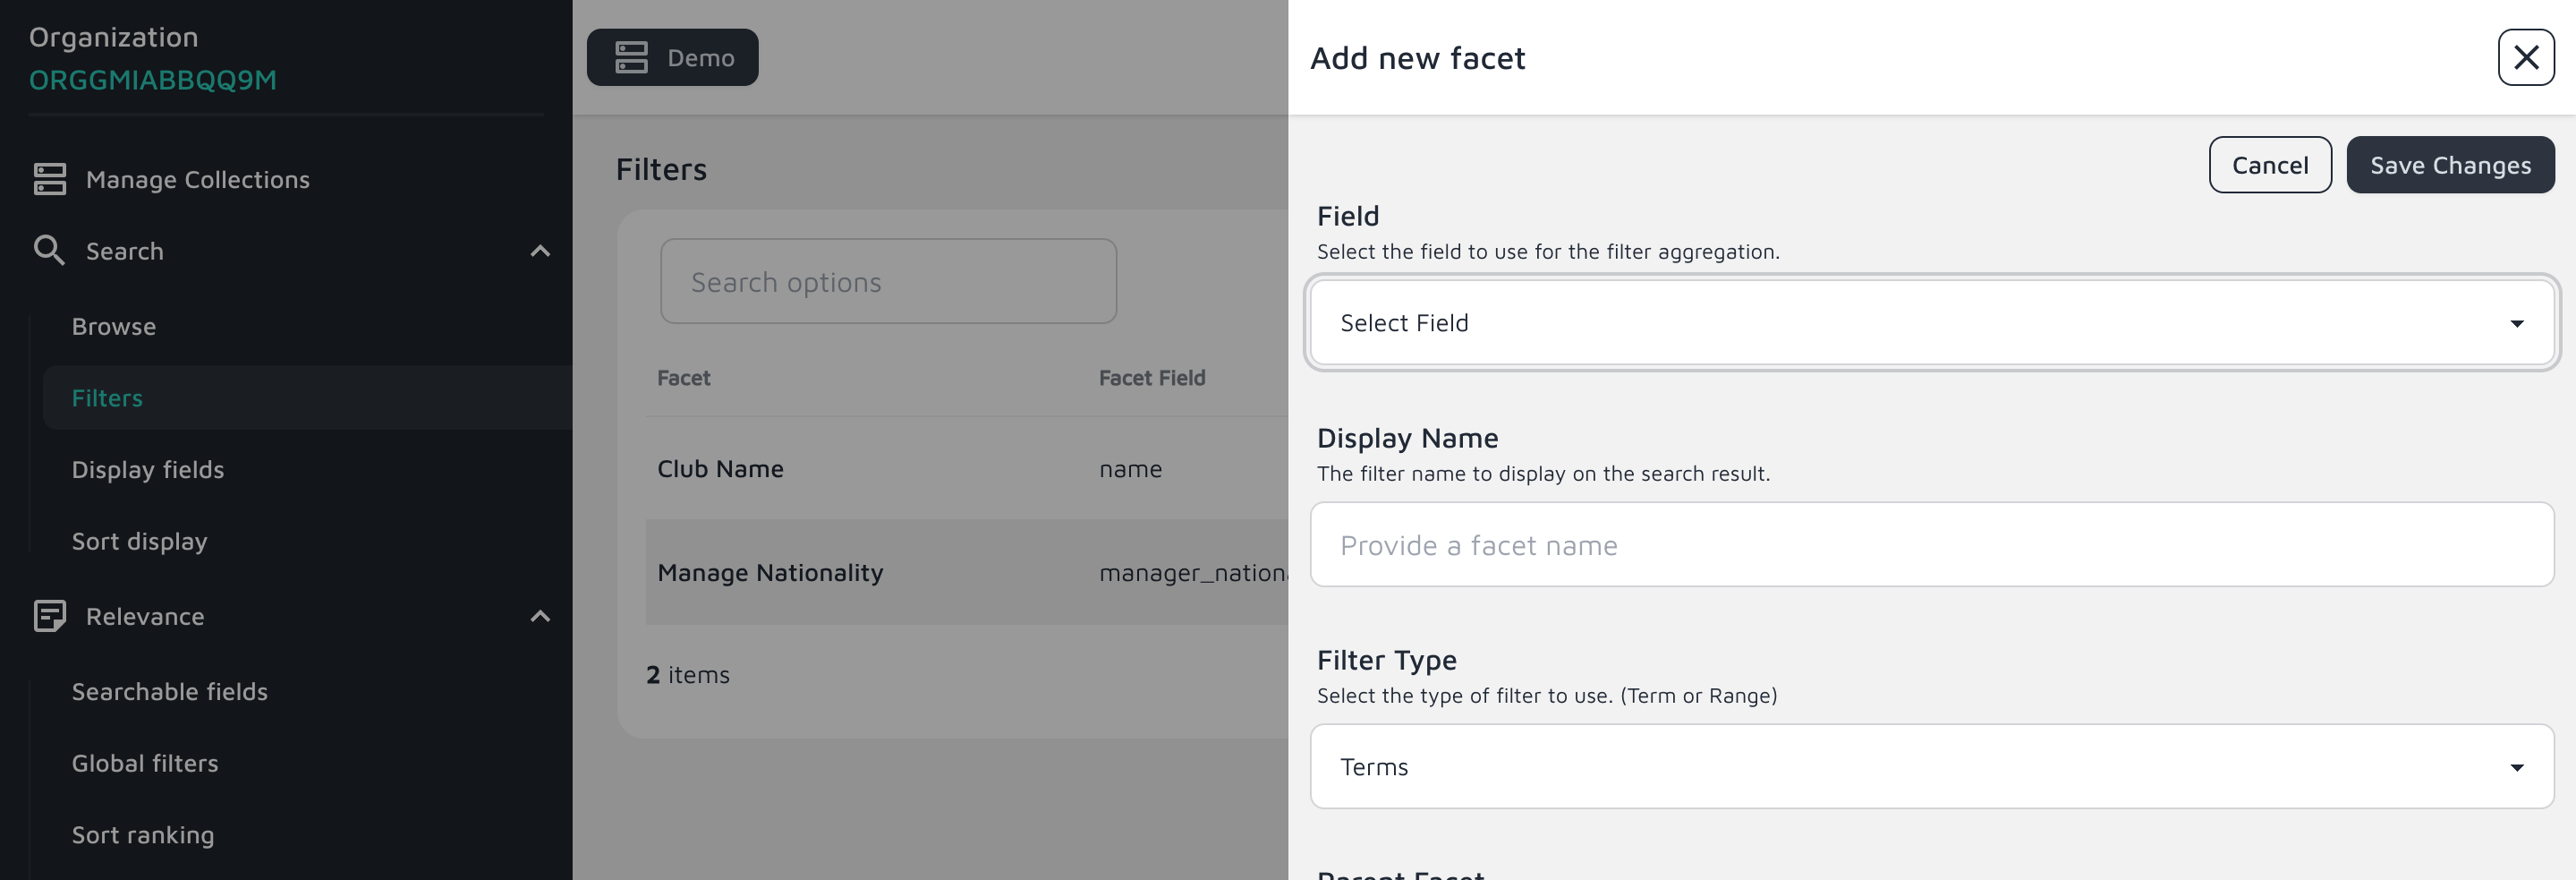 Organization
ORGGMIABBQQ9M
Manage Collections
Search
Browse
Filters
Display fields
Sort display
Relevance
Searchable fields
Global filters
Sort ranking
Demo
Filters
Search options
Facet Facet Field
Club Name name
Manage Nationality manager_nationa
2 items
Add new facet
Cancel Save Changes
Field
Select the field to use for the filter aggregation.
Select Field
Display Name
The filter name to display on the search result.
Provide a facet name
Filter Type
Select the type of filter to use. (Term or Range)
Terms
Parent Facet